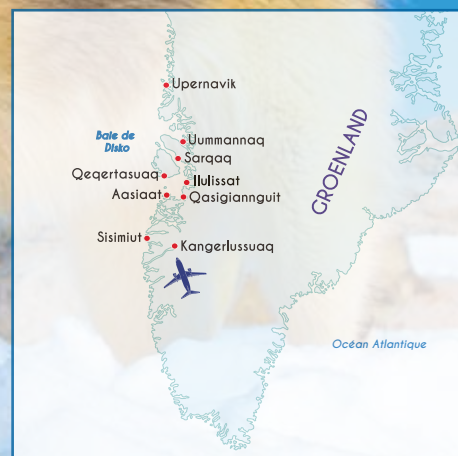 Upernavik
Baie de
Disko
Uummannaq
Sarqaq
Qeqertasuaq
Ilulissat
Aasiaat
Qasigiannguit
GROENLAND
Sisimiut
Kangerlussuaq
Océan Atlantique